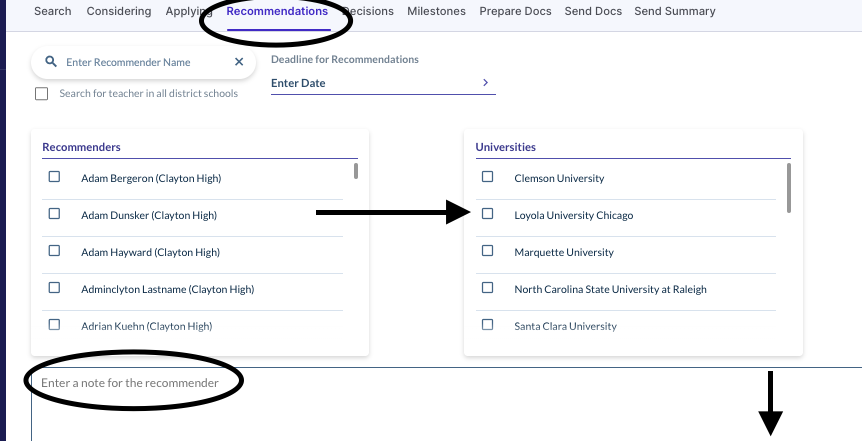 Search Considering Applying Recommendations Decisions Milestones Prepare Docs Send Docs Send Summary
Enter Recommender Name
Deadline for Recommendations
Enter Date
Search for teacher in all district schools
Recommenders
Adam Bergeron (Clayton High)
Adam Dunsker (Clayton High)
Adam Hayward (Clayton High)
Adminclyton Lastname (Clayton High)
Adrian Kuehn (Clayton High)
Universities
Clemson University
Loyola University Chicago
Marquette University
North Carolina State University at Raleigh
Santa Clara University
Enter a note for the recommender